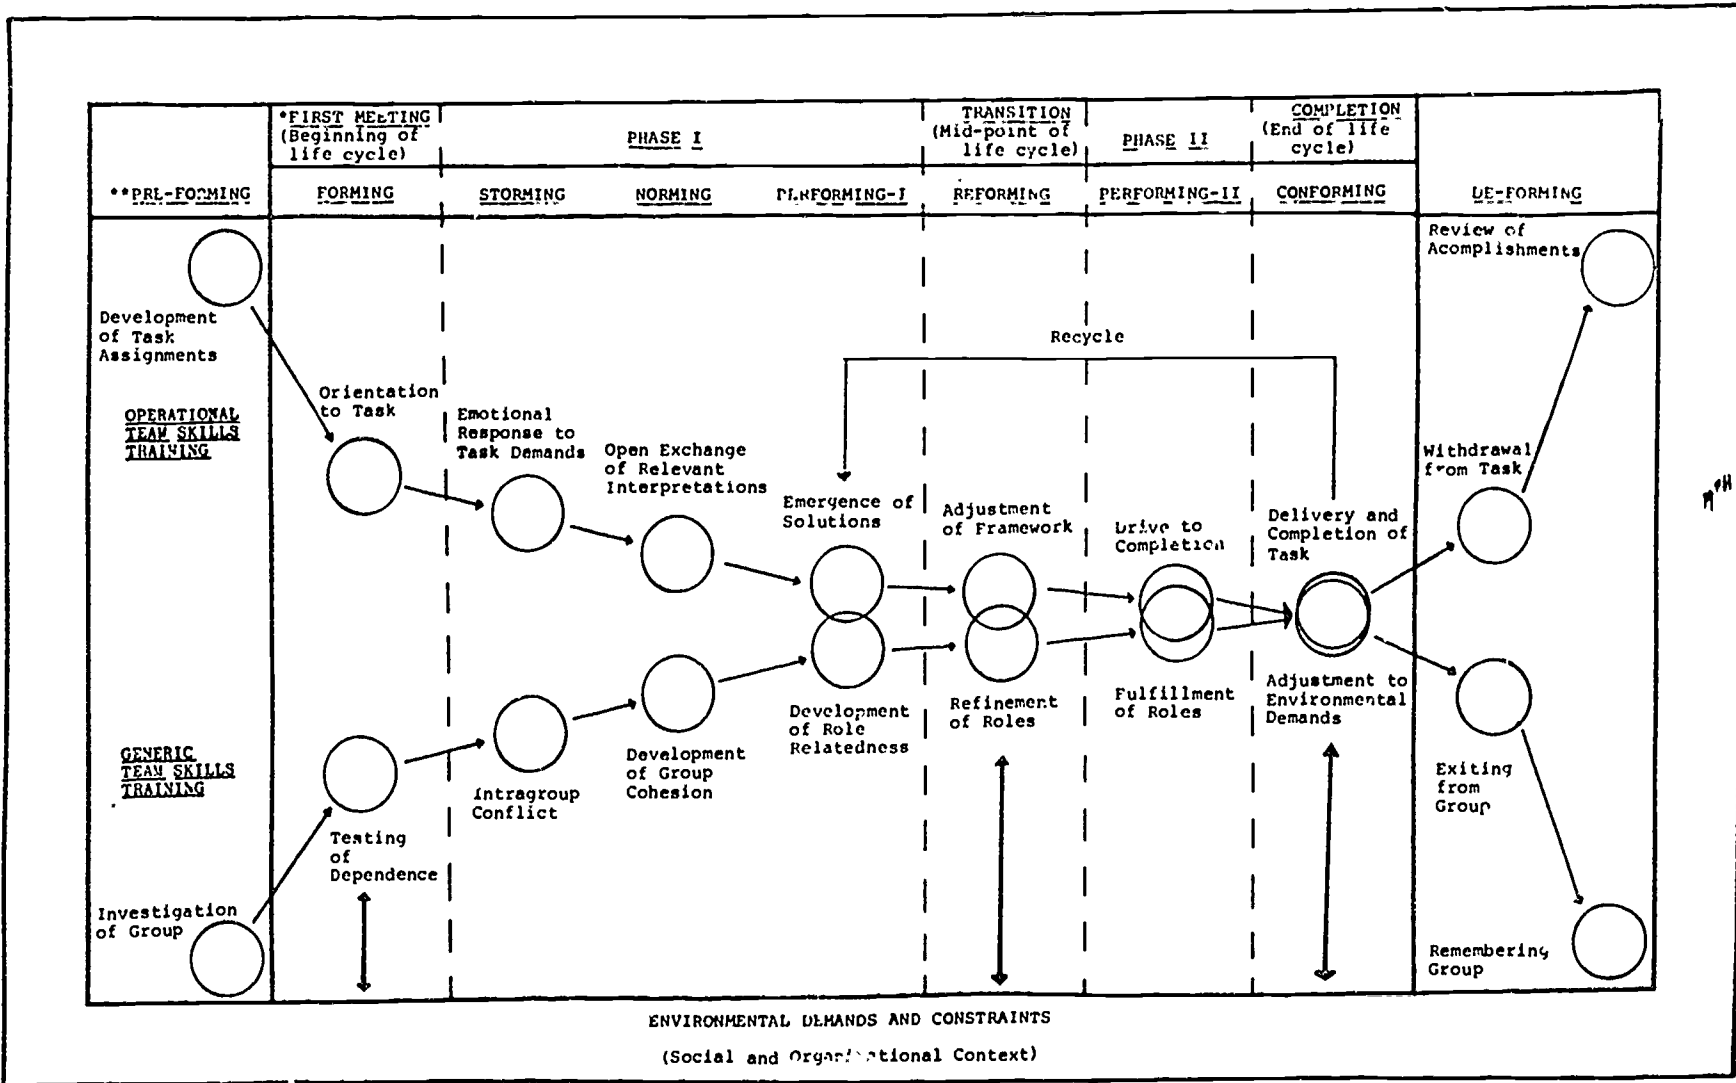 *FIRST MEETING
(Beginning of
life cycle)
PHASE I
TRANSITION
(Mid-point of
life cycle)
PHASE II
COMPLETION
(End of life
cycle)
**PRE-FORMING
FORMING
STORMING
NORMING
PERFORMING-I
REFORMING
PERFORMING-II
CONFORMING
DE-FORMING
Development
of Task
Assignments
OPERATIONAL
TEAM SKILLS
TRAINING
GENERIC
TEAM SKILLS
TRAINING
Investigation
of Group
Orientation
to Task
Testing
of
Dependence
Emotional
Response to
Task Demands
Intragroup
Conflict
Open Exchange
of Relevant
Interpretations
Development
of Group
Cohesion
Recycle
Emergence of
Solutions
Development
of Role
Relatedness
Adjustment
of Framework
Refinement
of Roles
Drive to
Completion
Fulfillment
of Roles
Delivery and
Completion of
Task
Adjustment to
Environmental
Demands
Review of
Acomplishments
Withdrawal
from Task
Exiting
from
Group
Remembering
Group
ENVIRONMENTAL DEMANDS AND CONSTRAINTS
(Social and Organizational Context)